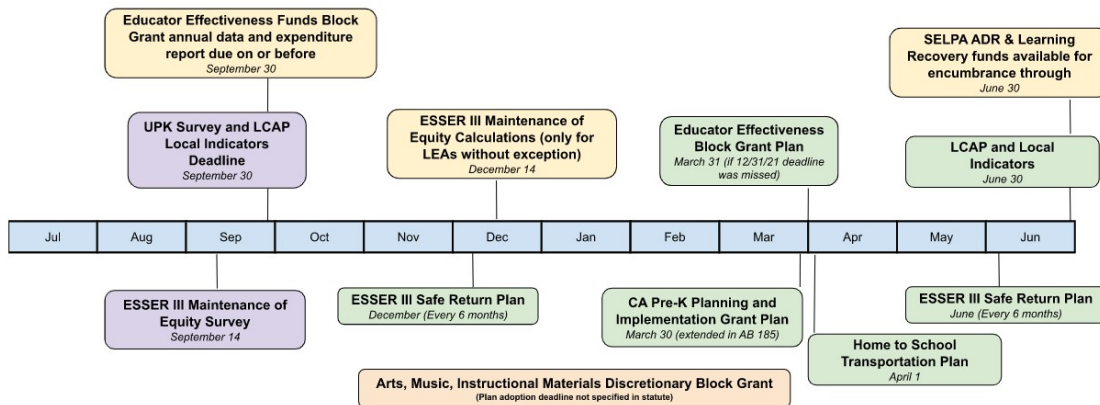 Educator Effectiveness Funds Block
Grant annual data and expenditure
report due on or before
September 30
SELPA ADR & Learning
Recovery funds available for
encumbrance through
June 30
UPK Survey and LCAP
Local Indicators
Deadline
September 30
ESSER III Maintenance of
Equity Calculations (only for
LEAs without exception)
December 14
Educator Effectiveness
Block Grant Plan
March 31 (if 12/31/21 deadline
was missed)
LCAP and Local
Indicators
June 30
Jul Aug Sep Oct Nov Dec Jan Feb Mar Apr May Jun
ESSER III Maintenance of
Equity Survey
September 14
ESSER III Safe Return Plan
December (Every 6 months)
CA Pre-K Planning and
Implementation Grant Plan
March 30 (extended in AB 185)
ESSER III Safe Return Plan
June (Every 6 months)
Home to School
Transportation Plan
April 1
Arts, Music, Instructional Materials Discretionary Block Grant
(Plan adoption deadline not specified in statute)